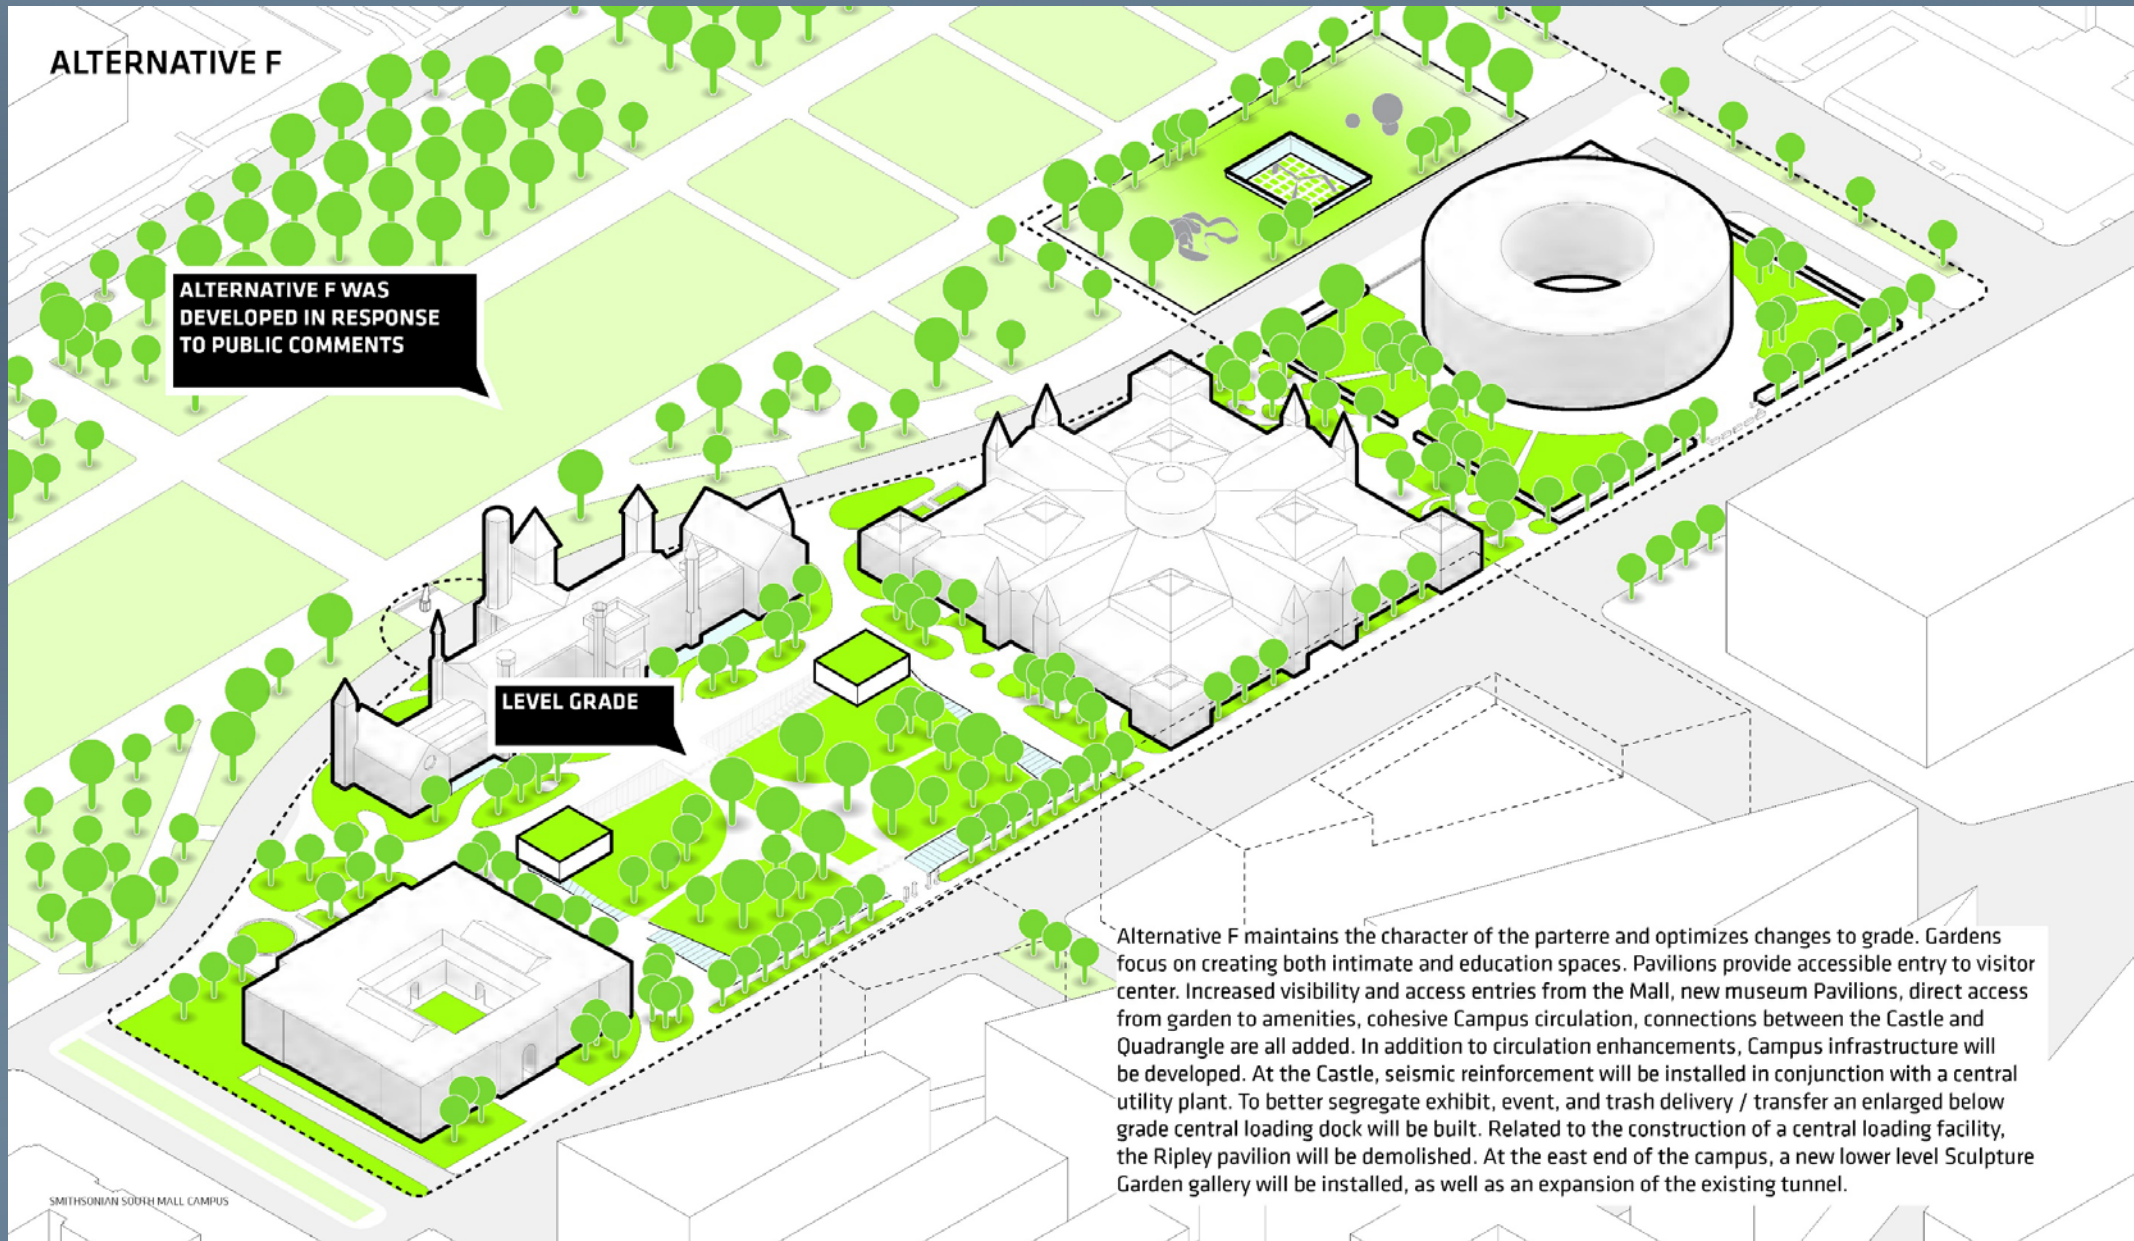 ALTERNATIVE F
ALTERNATIVE F WAS
DEVELOPED IN RESPONSE
TO PUBLIC COMMENTS
LEVEL GRADE
Alternative F maintains the character of the parterre and optimizes changes to grade. Gardens
focus on creating both intimate and education spaces. Pavilions provide accessible entry to visitor
center. Increased visibility and access entries from the Mall, new museum Pavilions, direct access
from garden to amenities, cohesive Campus circulation, connections between the Castle and
Quadrangle are all added. In addition to circulation enhancements, Campus infrastructure will
be developed. At the Castle, seismic reinforcement will be installed in conjunction with a central
utility plant. To better segregate exhibit, event, and trash delivery / transfer an enlarged below
grade central loading dock will be built. Related to the construction of a central loading facility,
the Ripley pavilion will be demolished. At the east end of the campus, a new lower level Sculpture
Garden gallery will be installed, as well as an expansion of the existing tunnel.
SMITHSONIAN SOUTH MALL CAMPUS